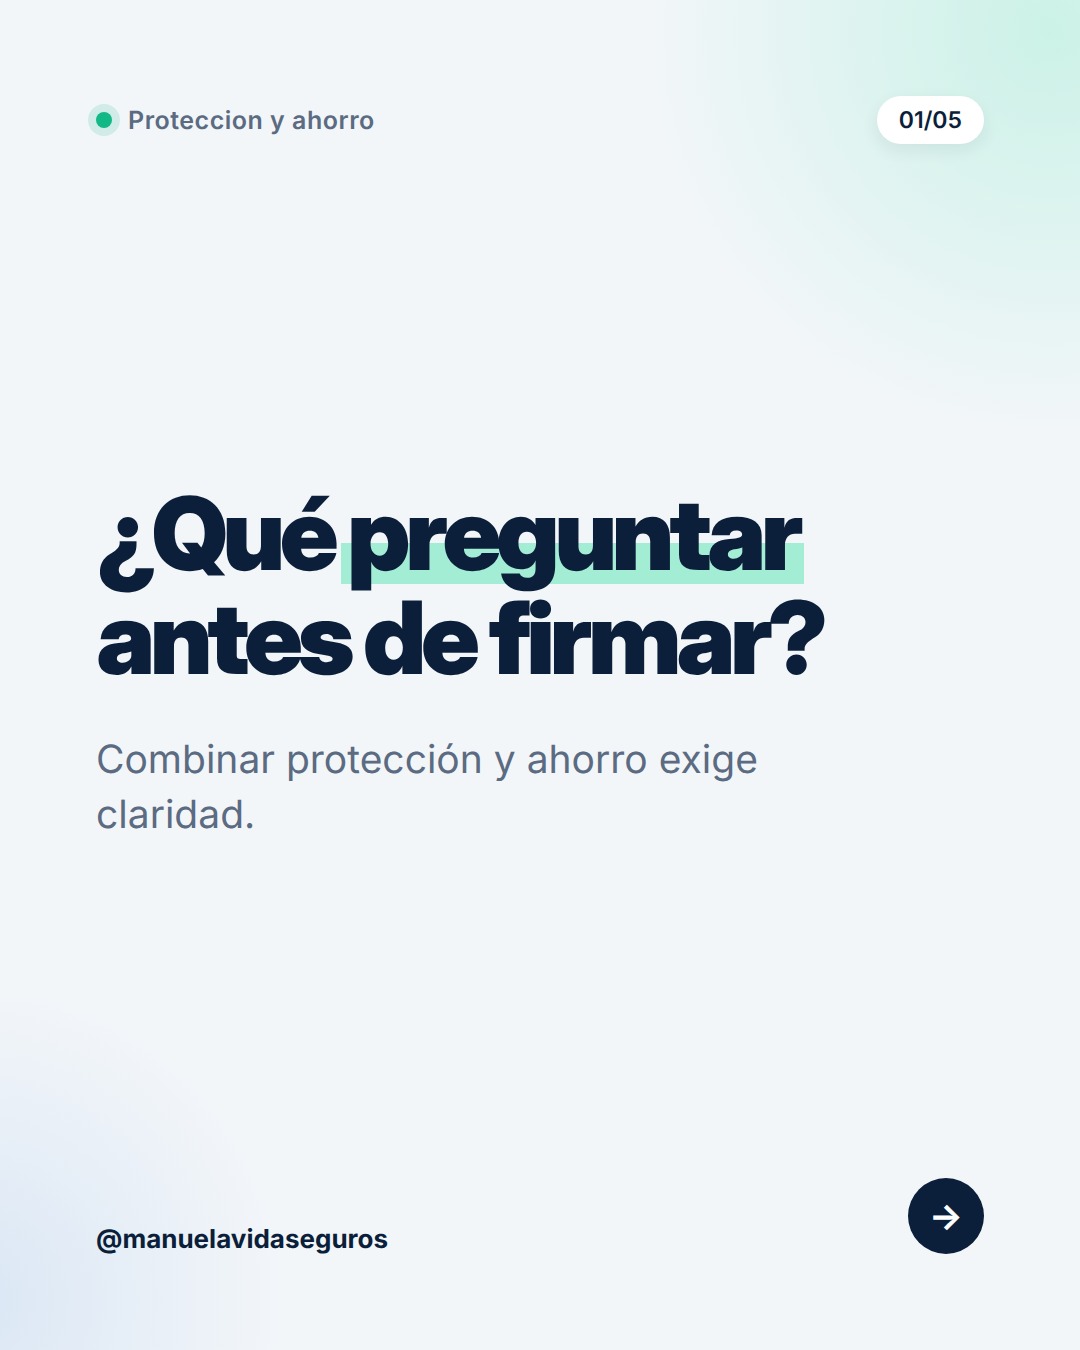 Proteccion y ahorro
01/05
¿Qué preguntar
antes de firmar?
Combinar protección y ahorro exige
claridad.
@manuelavidaseguros
→